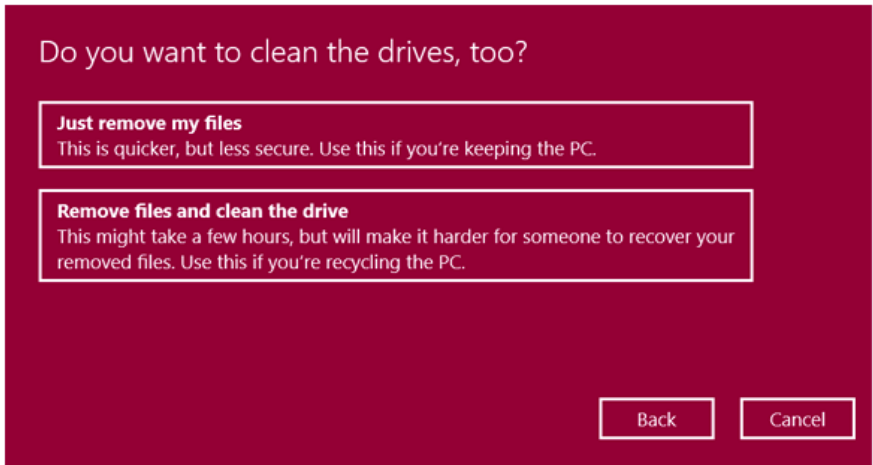 Do you want to clean the drives, too?
Just remove my files
This is quicker, but less secure. Use this if you're keeping the PC.
Remove files and clean the drive
This might take a few hours, but will make it harder for someone to recover your
removed files. Use this if you're recycling the PC.
Back
Cancel